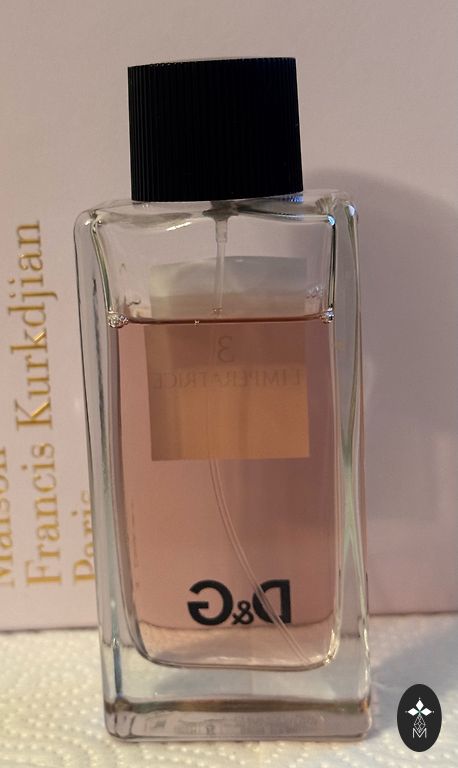 Maison
Francis Kurkdjian
Paris
3
L'IMPERATRICE
D&G
M